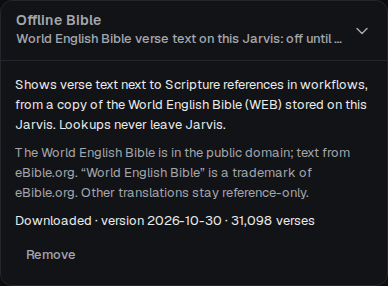 Offline Bible
World English Bible verse text on this Jarvis: off until ...
Shows verse text next to Scripture references in workflows,
from a copy of the World English Bible (WEB) stored on this
Jarvis. Lookups never leave Jarvis.
The World English Bible is in the public domain; text from
eBible.org. “World English Bible” is a trademark of
eBible.org. Other translations stay reference-only.
Downloaded · version 2026-10-30 · 31,098 verses
Remove